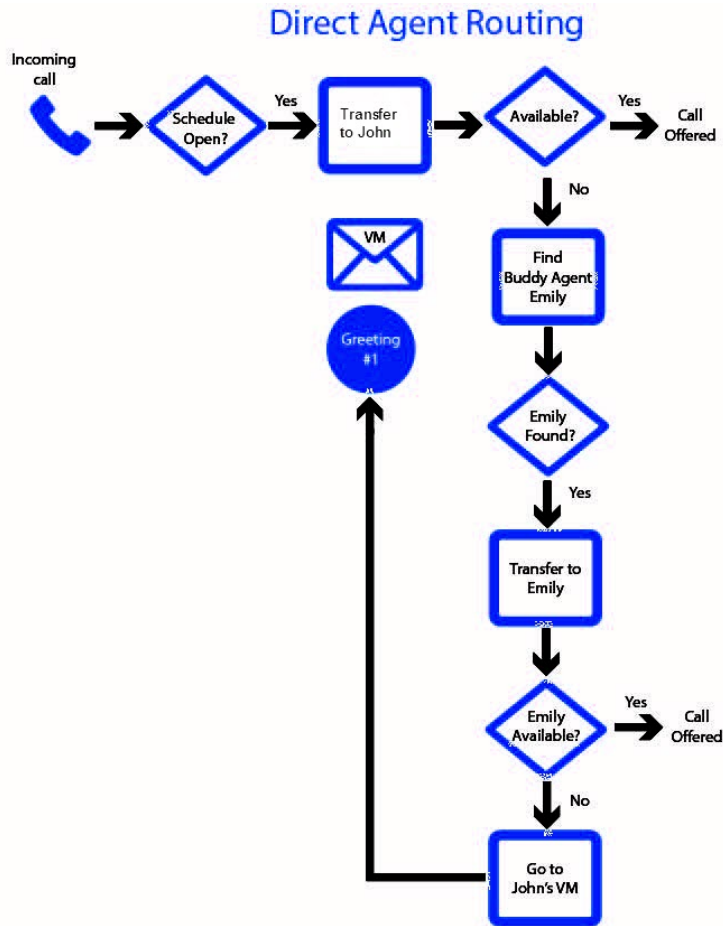 Direct Agent Routing
Incoming
call
Schedule
Open?
Yes
Transfer
to John
Available?
Yes
Call
Offered
No
VM
Find
Buddy Agent
Emily
Greeting
#1
Emily
Found?
Yes
Transfer to
Emily
Emily
Available?
Yes
Call
Offered
No
Go to
John's VM